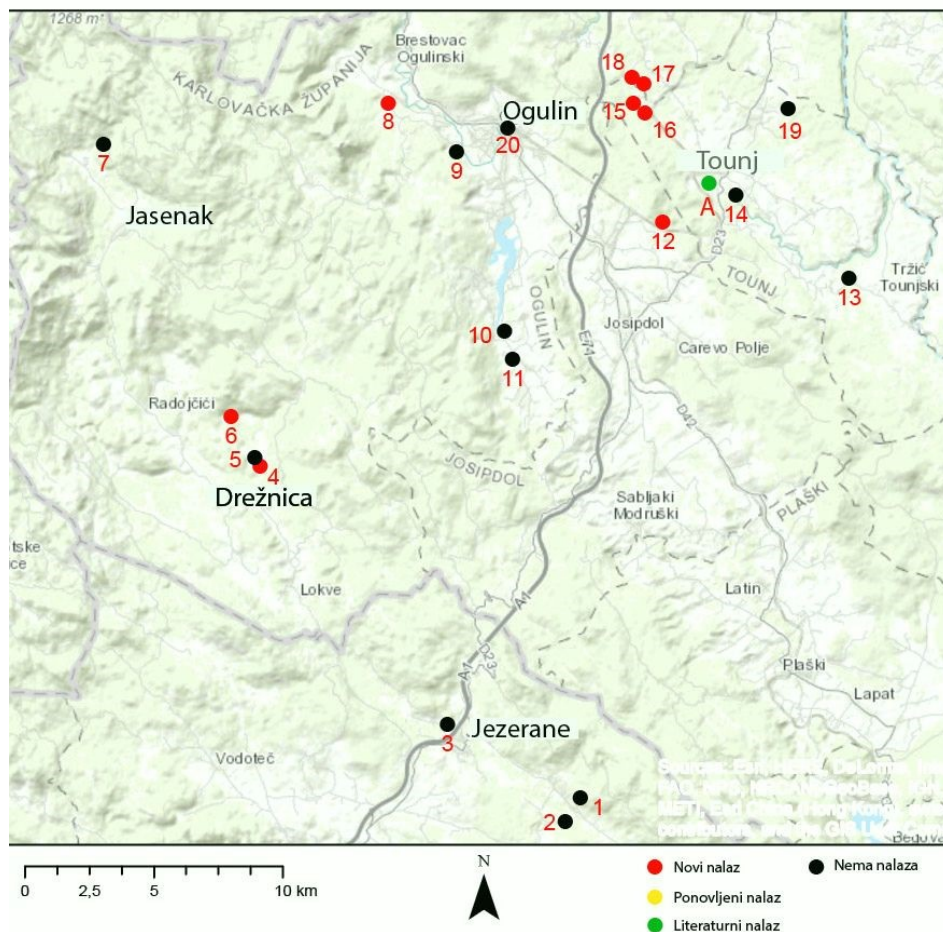 1268 m
Brestovac
Ogulinski
KARLOVAČKA ŽUPANIJA
18
17
8
15
16
Ogulin
20
19
7
9
Tounj
A
14
Jasenak
12
D23
TOUNJ
Tržić
Tounjski
13
OGULIN
10
Josipdol
E71
Carevo Polje
11
Radojčići
6
D42
5
4
JOSIPDOL
Drežnica
Sabljaki
Modruški
PLAŠKI
Lokve
A1
Latin
D23
A1
Plaški
Lapat
Jezerane
3
Vodoteč
1
2
0
2,5
5
10 km
N
Novi nalaz
Nema nalaza
Ponovljeni nalaz
Literaturni nalaz